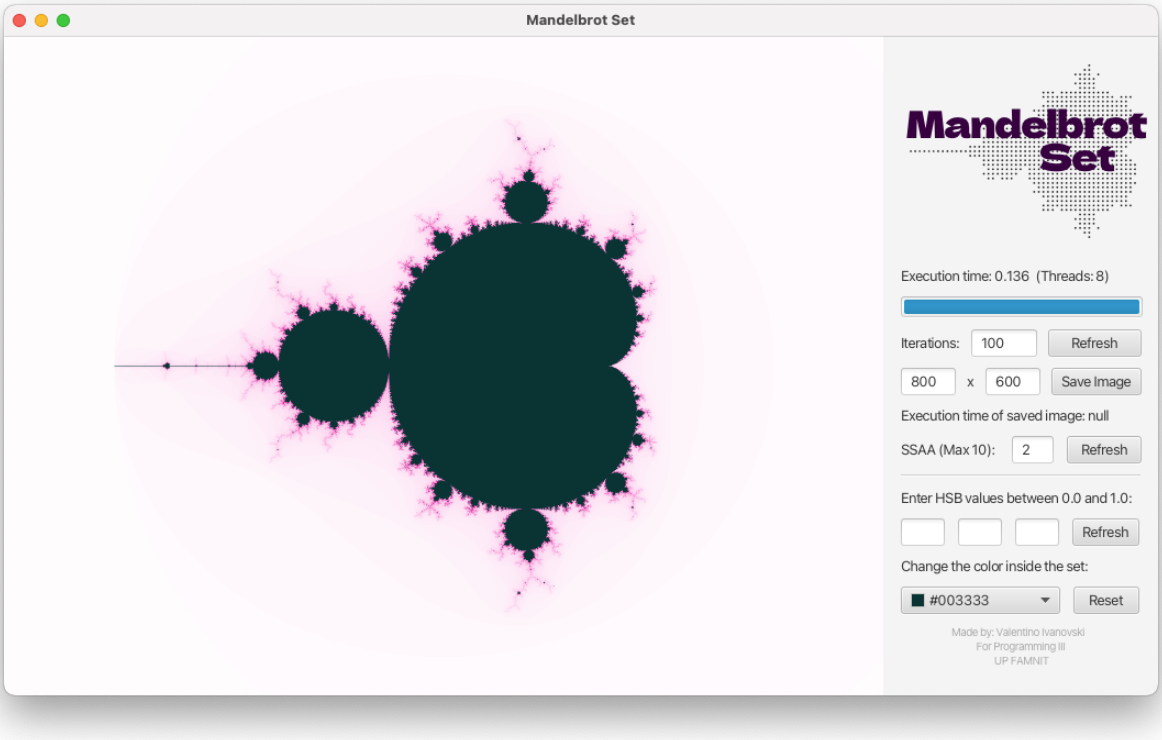 Mandelbrot Set
Mandelbrot
Set
Execution time: 0.136 (Threads: 8)
Iterations: 100 Refresh
800 x 600 Save Image
Execution time of saved image: null
SSAA (Max 10): 2 Refresh
Enter HSB values between 0.0 and 1.0:
Refresh
Change the color inside the set:
#003333 Reset
Made by: Valentino Ivanovski
For Programming III
UP FAMNIT